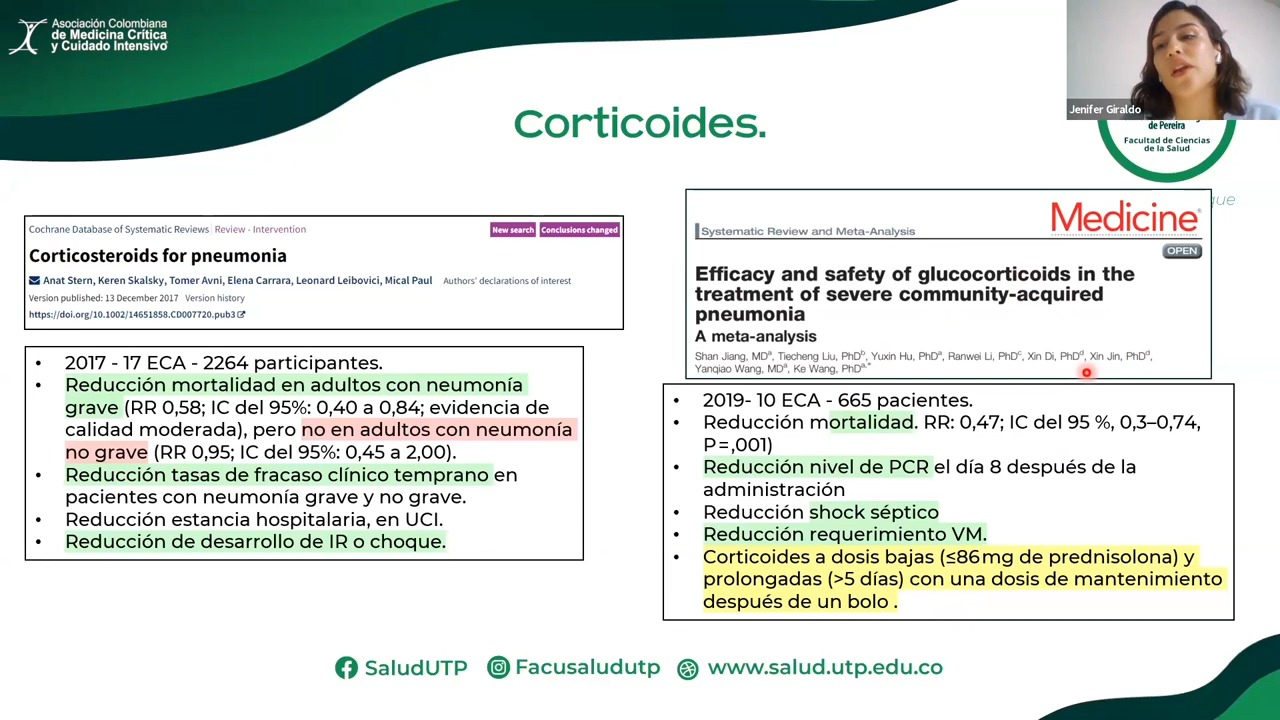 Asociación Colombiana
de Medicina Crítica
y Cuidado Intensivo
Jenifer Giraldo
de Pereira
Facultad de Ciencias
de la Salud
Corticoides.
Cochrane Database of Systematic Reviews | Review - Intervention
New search
Conclusions changed
Corticosteroids for pneumonia
Anat Stern, Keren Skalsky, Tomer Avni, Elena Carrara, Leonard Leibovici, Mical Paul Authors' declarations of interest
Version published: 13 December 2017 Version history
https://doi.org/10.1002/14651858.CD007720.pub3
• 2017 - 17 ECA - 2264 participantes.
• Reducción mortalidad en adultos con neumonía
grave (RR 0,58; IC del 95%: 0,40 a 0,84; evidencia de
calidad moderada), pero no en adultos con neumonía
no grave (RR 0,95; IC del 95%: 0,45 a 2,00).
• Reducción tasas de fracaso clínico temprano en
pacientes con neumonía grave y no grave.
• Reducción estancia hospitalaria, en UCI.
• Reducción de desarrollo de IR o choque.
Medicine®
Systematic Review and Meta-Analysis
OPEN
Efficacy and safety of glucocorticoids in the
treatment of severe community-acquired
pneumonia
A meta-analysis
Shan Jiang, MDa, Tiecheng Liu, PhDb, Yuxin Hu, PhDa, Ranwei Li, PhDc, Xin Di, PhDd, Xin Jin, PhDd,
Yanqiao Wang, MDa, Ke Wang, PhDa,*
• 2019- 10 ECA - 665 pacientes.
• Reducción mortalidad. RR: 0,47; IC del 95 %, 0,3–0,74,
P=,001)
• Reducción nivel de PCR el día 8 después de la
administración
• Reducción shock séptico
• Reducción requerimiento VM.
• Corticoides a dosis bajas (≤86mg de prednisolona) y
prolongadas (>5 días) con una dosis de mantenimiento
después de un bolo .
SaludUTP
Facusaludutp
www.salud.utp.edu.co